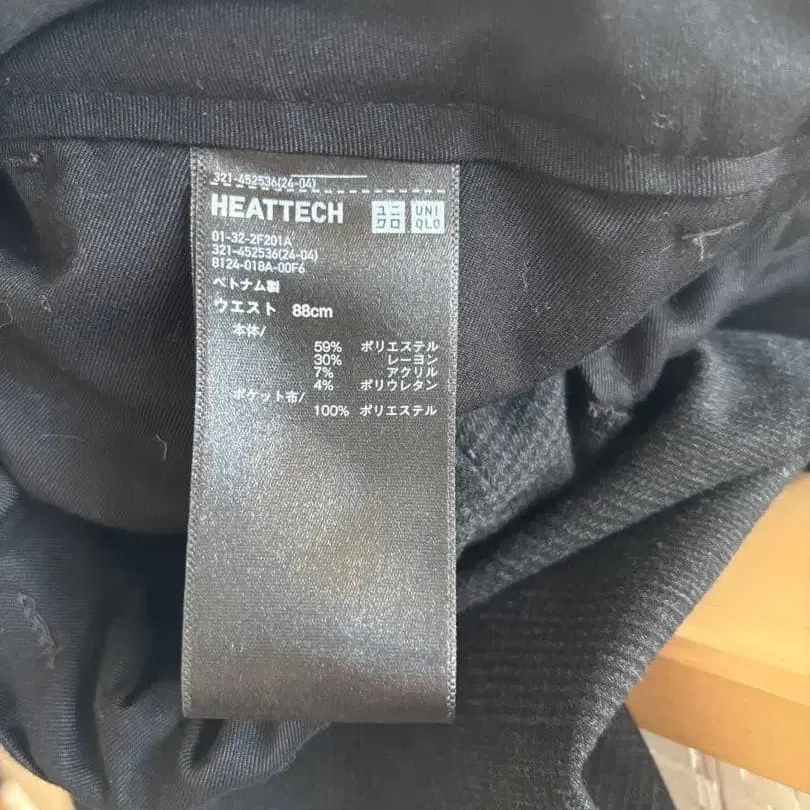 321-452536(24-04)
HEATTECH ユニクロ UNIQLO
01-32-2F201A
321-452536(24-04)
8124-018A-00F6
ベトナム製
ウエスト 88cm
本体/
59% ポリエステル
30% レーヨン
7% アクリル
4% ポリウレタン
ポケット布/
100% ポリエステル